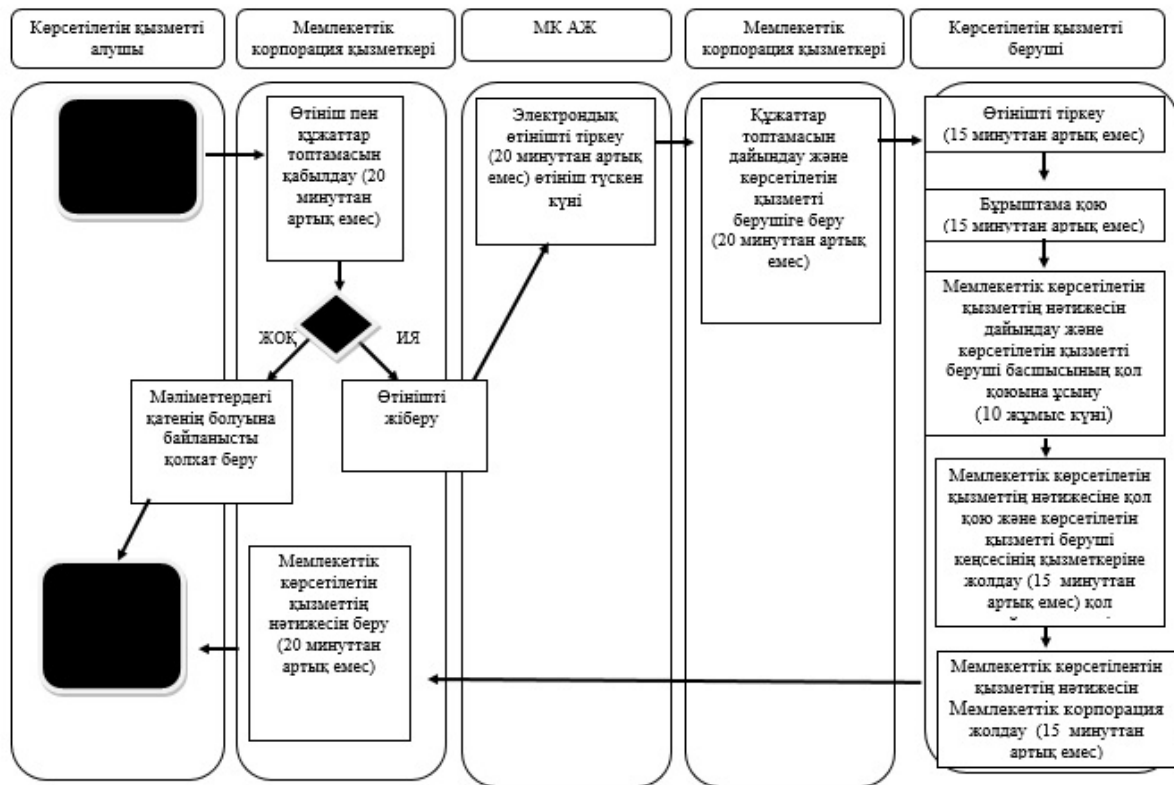 Көрсетілетін қызметті
алушы
Мемлекеттік
корпорация қызметкері
МК АЖ
Мемлекеттік
корпорация қызметкері
Көрсетілетін қызметті
беруші
Өтініш пен
құжаттар
топтамасын
қабылдау (20
минуттан
артық емес)
ЖОҚ
ИЯ
Мәліметтердегі
қатенің болуына
байланысты
қолхат беру
Өтінішті
жіберу
Мемлекеттік
көрсетілетін
қызметтің
нәтижесін беру
(20 минуттан
артық емес)
Электрондық
өтінішті тіркеу
(20 минуттан артық
емес) өтініш түскен
күні
Құжаттар
топтамасын
дайындау және
көрсетілетін
қызметті
берушіге беру
(20 минуттан артық
емес)
Өтінішті тіркеу
(15 минуттан артық емес)
Бұрыштама қою
(15 минуттан артық емес)
Мемлекеттік көрсетілетін
қызметтің нәтижесін
дайындау және
көрсетілетін қызметті
беруші басшысының қол
қоюына ұсыну
(10 жұмыс күні)
Мемлекеттік көрсетілетін
қызметтің нәтижесіне қол
қою және көрсетілетін
қызметті беруші
кеңсесінің қызметкеріне
жолдау (15 минуттан
артық емес) қол
Мемлекеттік көрсетілентін
қызметтің нәтижесін
Мемлекеттік корпорация
жолдау (15 минуттан
артық емес)